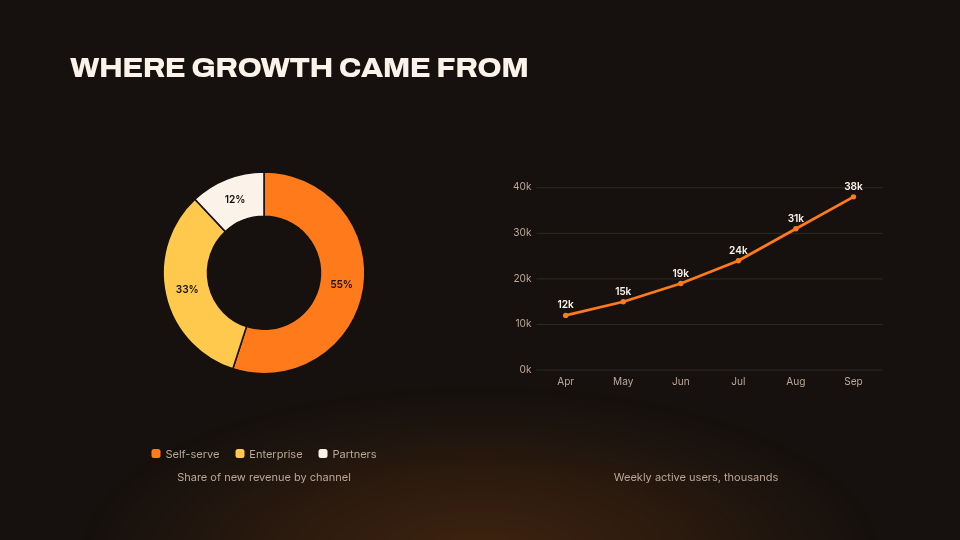 WHERE GROWTH CAME FROM
12%
33%
55%
Self-serve Enterprise Partners
Share of new revenue by channel
40k
30k
20k
10k
0k
12k
15k
19k
24k
31k
38k
Apr May Jun Jul Aug Sep
Weekly active users, thousands